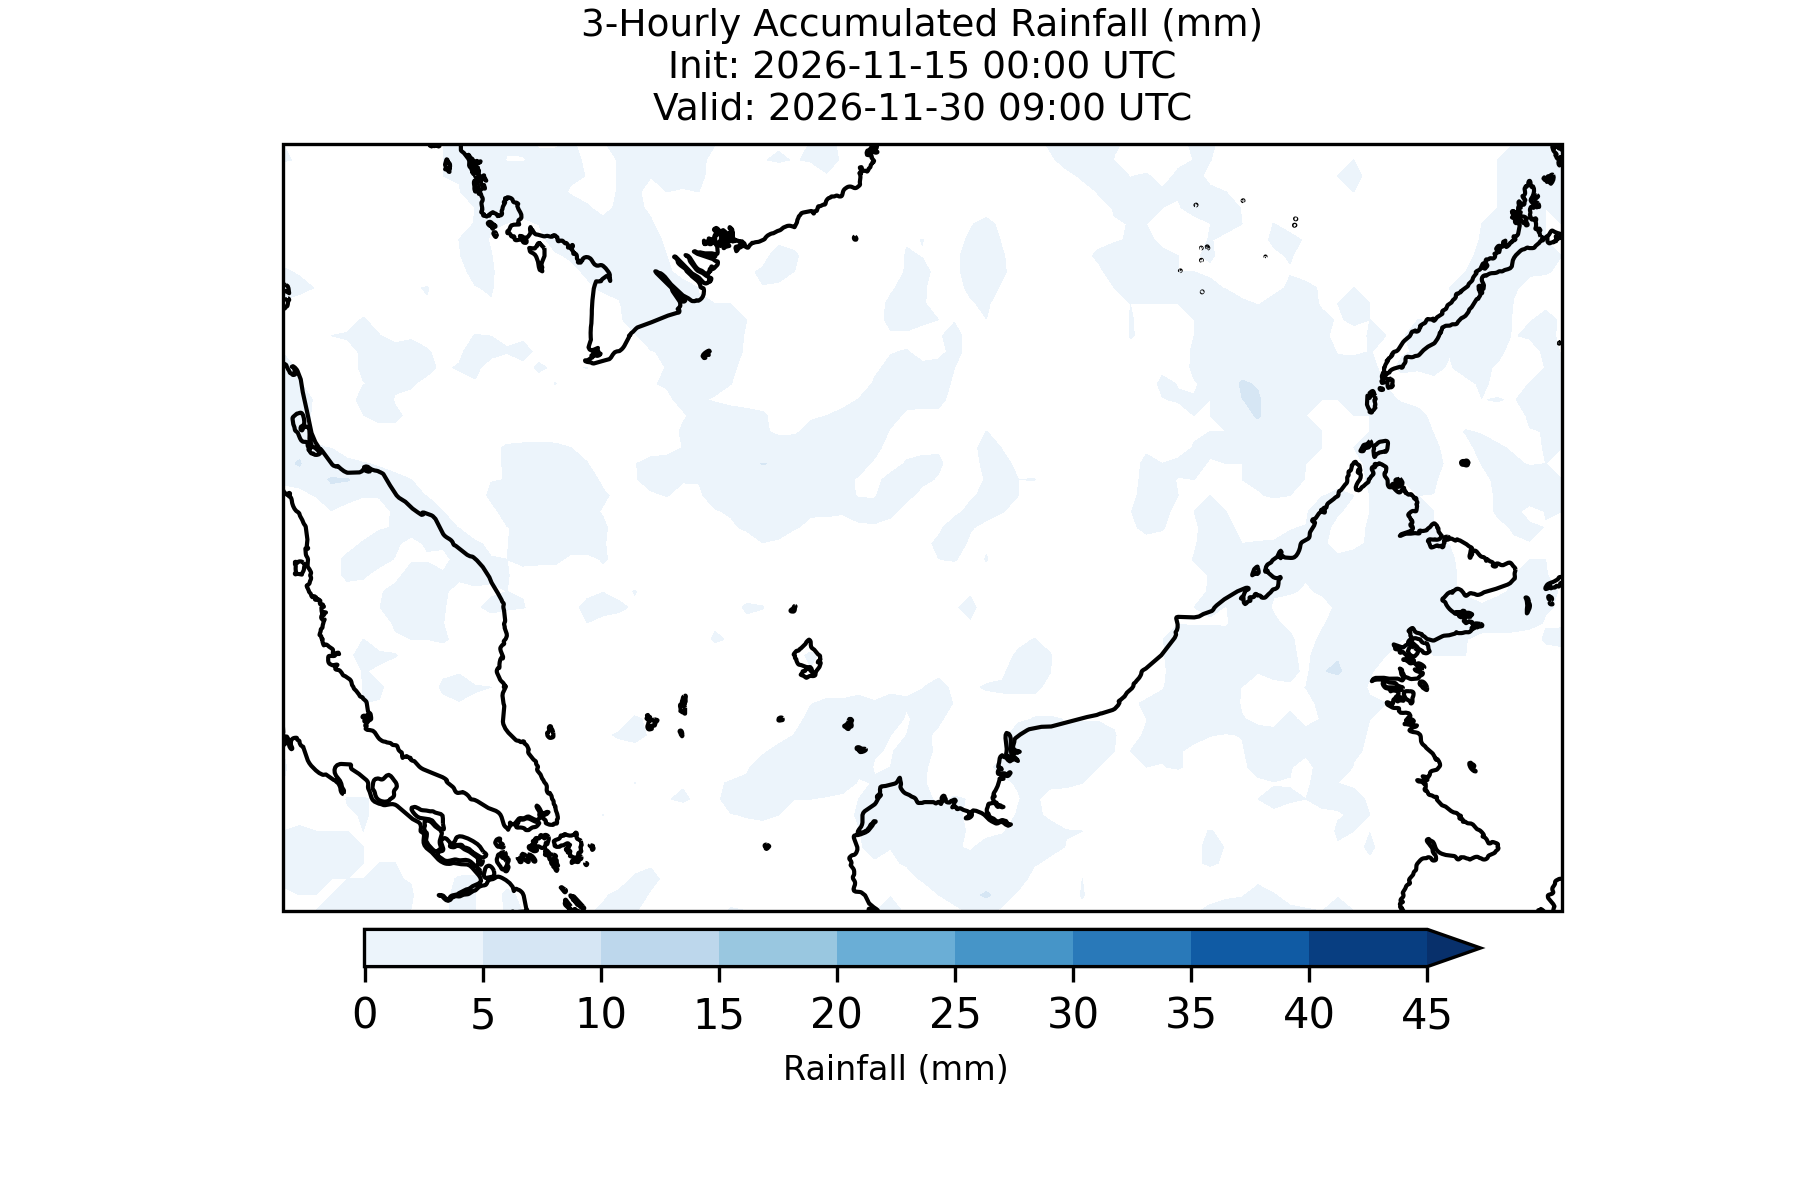 3-Hourly Accumulated Rainfall (mm)
Init: 2026-11-15 00:00 UTC
Valid: 2026-11-30 09:00 UTC
0 5 10 15 20 25 30 35 40 45
Rainfall (mm)